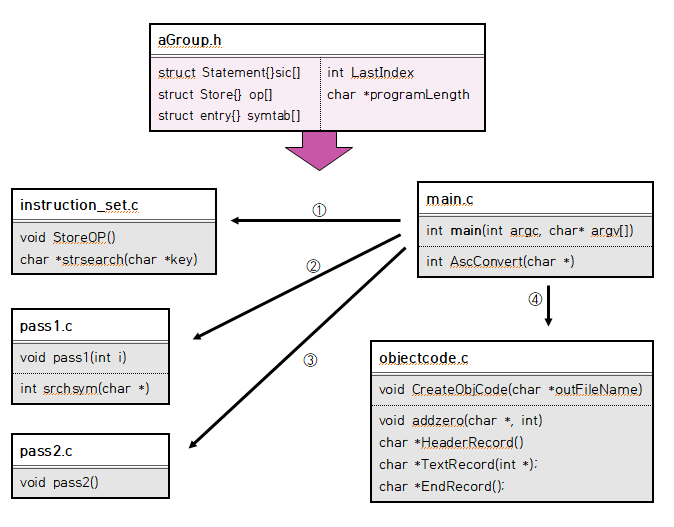 aGroup.h
struct Statement{}sic[]
struct Store{} op[]
struct entry{} symtab[]
int LastIndex
char *programLength
instruction_set.c
void StoreOP()
char *strsearch(char *key)
①
main.c
int main(int argc, char* argv[])
int AscConvert(char *)
②
pass1.c
void pass1(int i)
int srchsym(char *)
③
④
pass2.c
void pass2()
objectcode.c
void CreateObjCode(char *outFileName)
void addzero(char *, int)
char *HeaderRecord()
char *TextRecord(int *);
char *EndRecord();